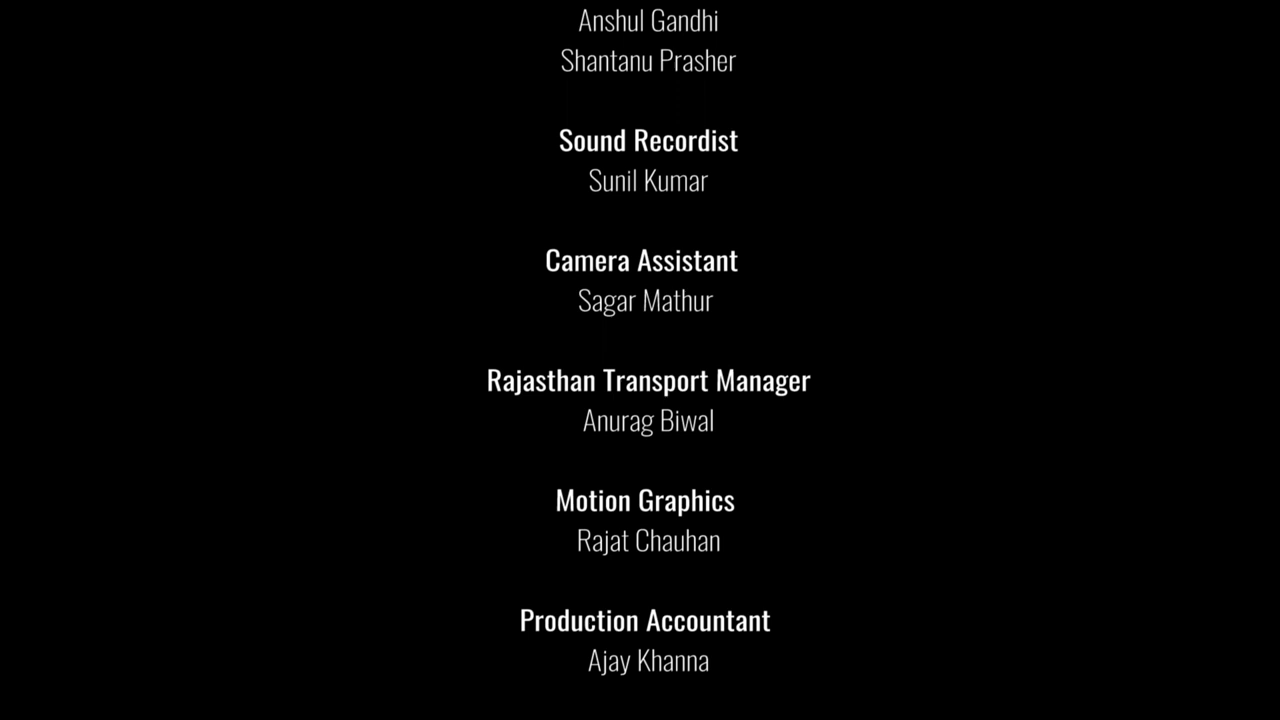 Anshul Gandhi
Shantanu Prasher
Sound Recordist
Sunil Kumar
Camera Assistant
Sagar Mathur
Rajasthan Transport Manager
Anurag Biwal
Motion Graphics
Rajat Chauhan
Production Accountant
Ajay Khanna